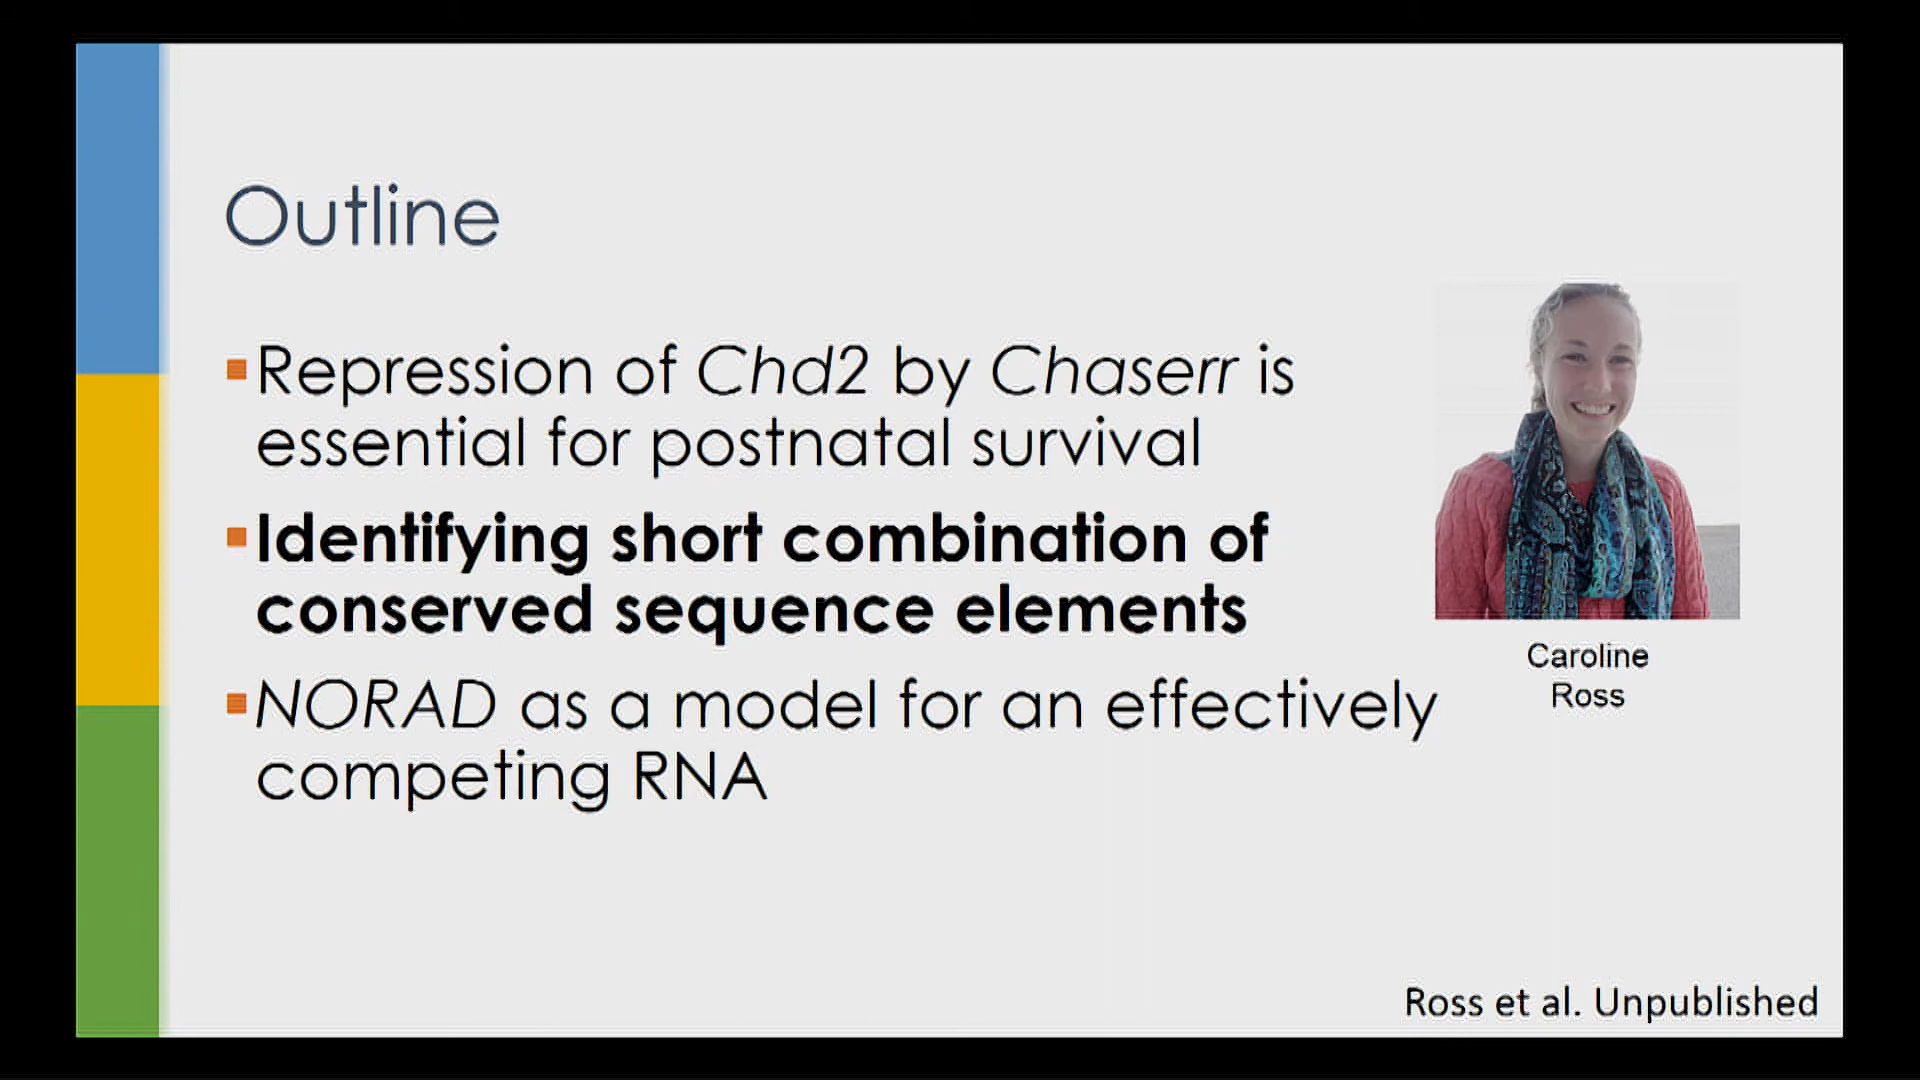 Outline
Repression of Chd2 by Chaserr is
essential for postnatal survival
Identifying short combination of
conserved sequence elements
NORAD as a model for an effectively
competing RNA
Caroline
Ross
Ross et al. Unpublished